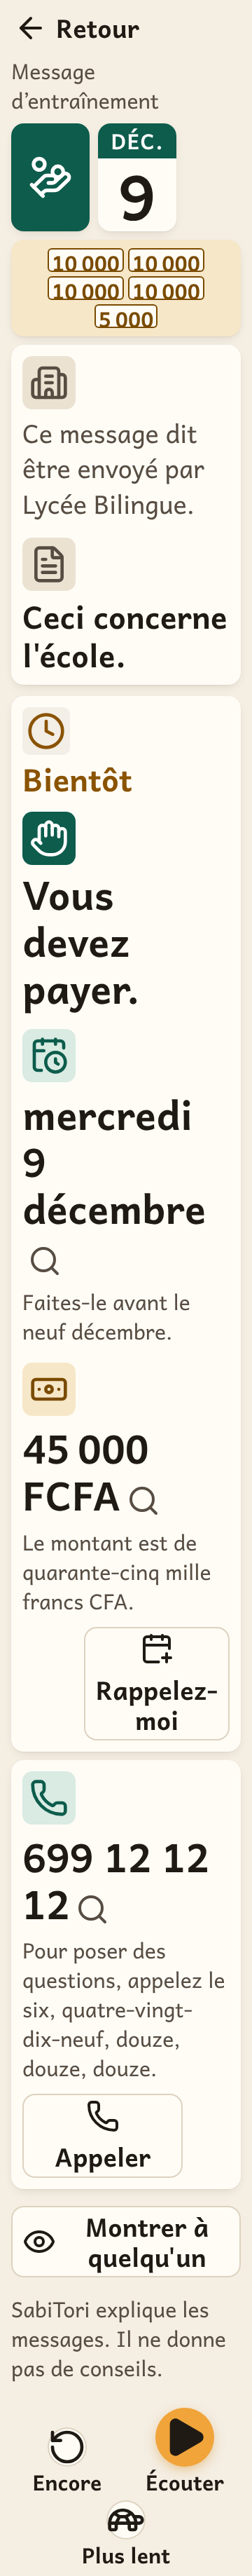 Retour
Message
d’entraînement
DÉC.
9
10 000 10 000
10 000 10 000
5 000
Ce message dit
être envoyé par
Lycée Bilingue.
Ceci concerne
l'école.
Bientôt
Vous
devez
payer.
mercredi
9
décembre
Faites-le avant le
neuf décembre.
45 000
FCFA
Le montant est de
quarante-cinq mille
francs CFA.
Rappelez-
moi
699 12 12
12
Pour poser des
questions, appelez le
six, quatre-vingt-
dix-neuf, douze,
douze, douze.
Appeler
Montrer à
quelqu'un
SabiTori explique les
messages. Il ne donne
pas de conseils.
Encore
Écouter
Plus lent